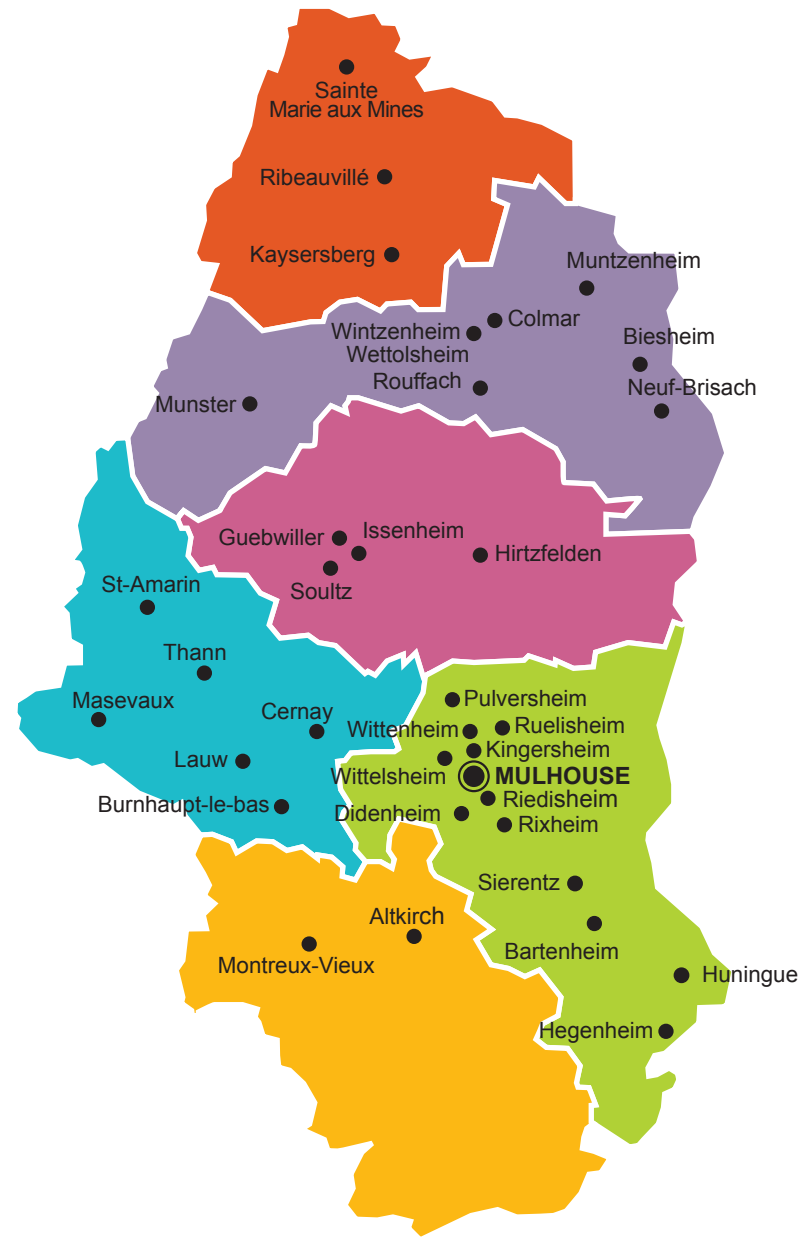 Sainte
Marie aux Mines
Ribeauvillé
Kaysersberg
Muntzenheim
Colmar
Wintzenheim
Wettolsheim
Biesheim
Rouffach
Neuf-Brisach
Munster
Issenheim
Guebwiller
Hirtzfelden
Soultz
St-Amarin
Thann
Masevaux
Cernay
Lauw
Burnhaupt-le-bas
Pulversheim
Wittenheim
Ruelisheim
Kingersheim
Wittelsheim
MULHOUSE
Riedisheim
Didenheim
Rixheim
Sierentz
Altkirch
Bartenheim
Montreux-Vieux
Huningue
Hegenheim